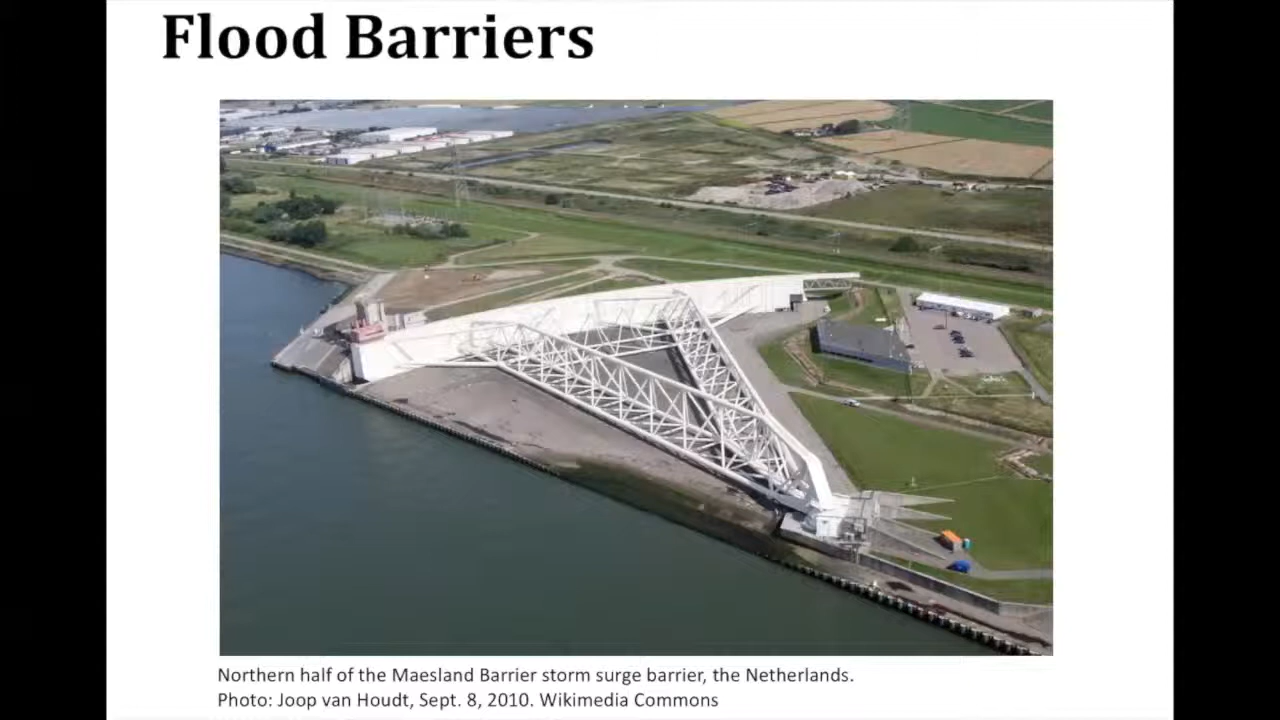 Flood Barriers
Northern half of the Maesland Barrier storm surge barrier, the Netherlands.
Photo: Joop van Houdt, Sept. 8, 2010. Wikimedia Commons